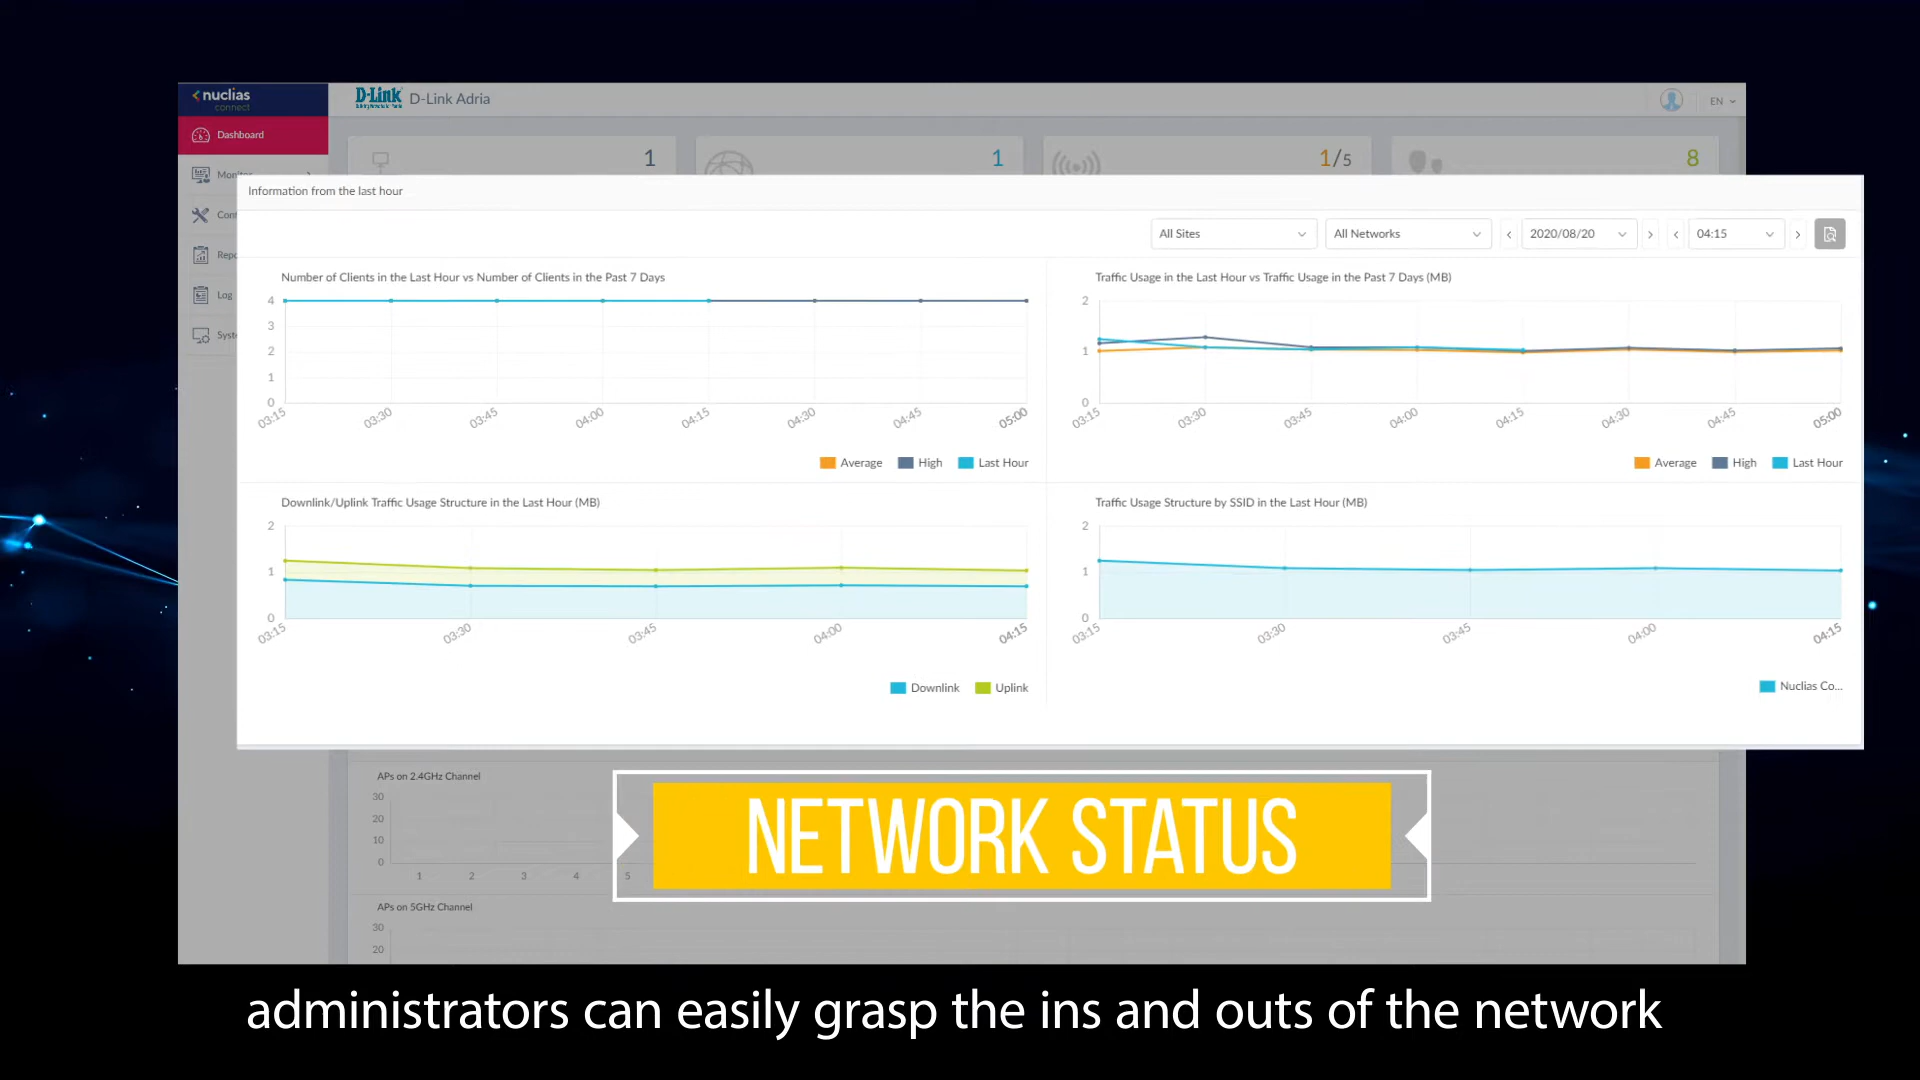 nuclias
connect
D-Link
D-Link Adria
EN
Dashboard
1
1
1/5
8
Information from the last hour
All Sites
All Networks
2020/08/20
04:15
Log
Number of Clients in the Last Hour vs Number of Clients in the Past 7 Days
4
3
2
1
0
03:15 03:30 03:45 04:00 04:15 04:30 04:45 05:00
Average High Last Hour
Traffic Usage in the Last Hour vs Traffic Usage in the Past 7 Days (MB)
2
1
0
03:15 03:30 03:45 04:00 04:15 04:30 04:45 05:00
Average High Last Hour
Downlink/Uplink Traffic Usage Structure in the Last Hour (MB)
2
1
0
03:15 03:30 03:45 04:00 04:15
Downlink Uplink
Traffic Usage Structure by SSID in the Last Hour (MB)
2
1
0
03:15 03:30 03:45 04:00 04:15
Nuclias Co...
APs on 2.4GHz Channel
30
20
10
0
1 2 3 4 5
NETWORK STATUS
APs on 5GHz Channel
30
20
administrators can easily grasp the ins and outs of the network